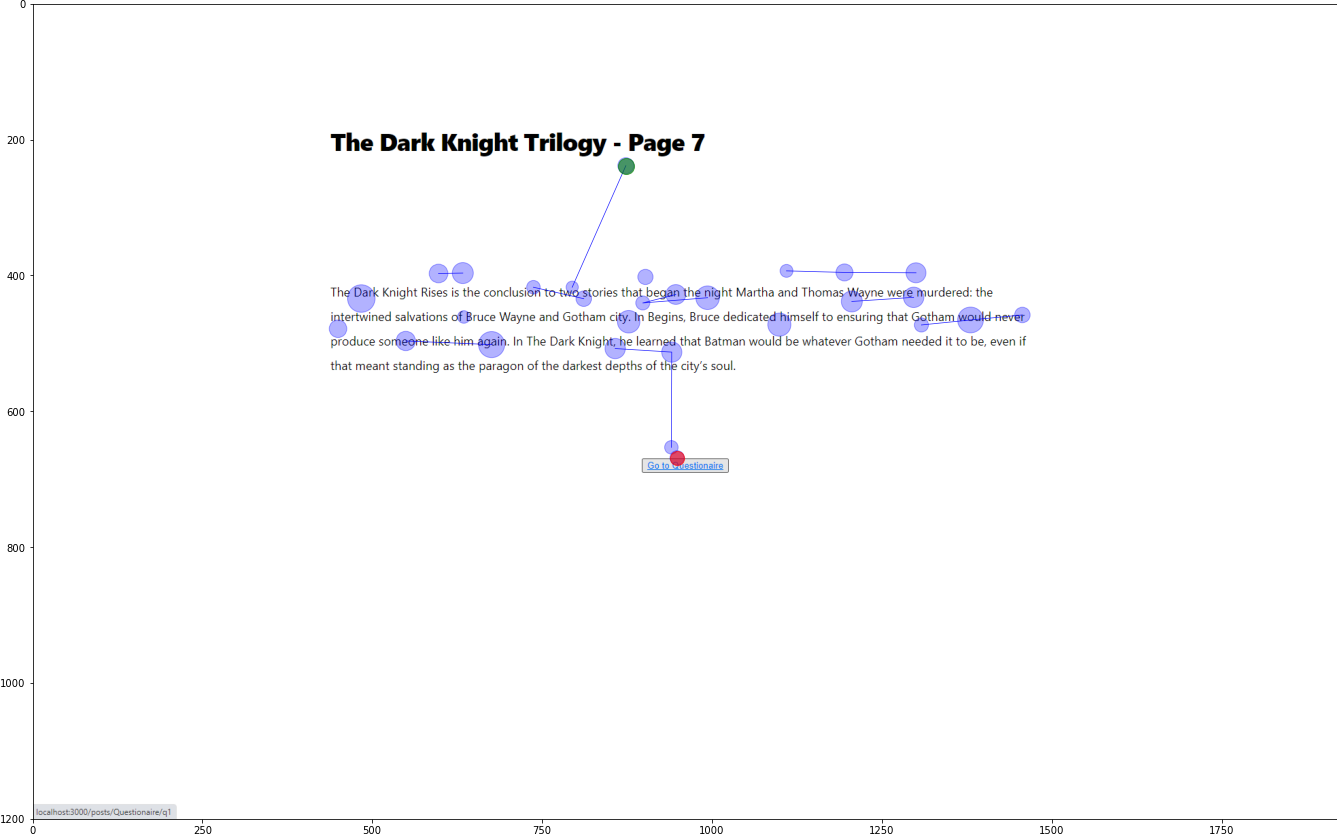 0
200
The Dark Knight Trilogy - Page 7
400
The Dark Knight Rises is the conclusion to two stories that began the night Martha and Thomas Wayne were murdered: the
intertwined salvations of Bruce Wayne and Gotham city. In Begins, Bruce dedicated himself to ensuring that Gotham would never
produce someone like him again. In The Dark Knight, he learned that Batman would be whatever Gotham needed it to be, even if
that meant standing as the paragon of the darkest depths of the city's soul.
600
Go to Questionaire
800
1000
localhost:3000/posts/Questionaire/q1
1200
0 250 500 750 1000 1250 1500 1750